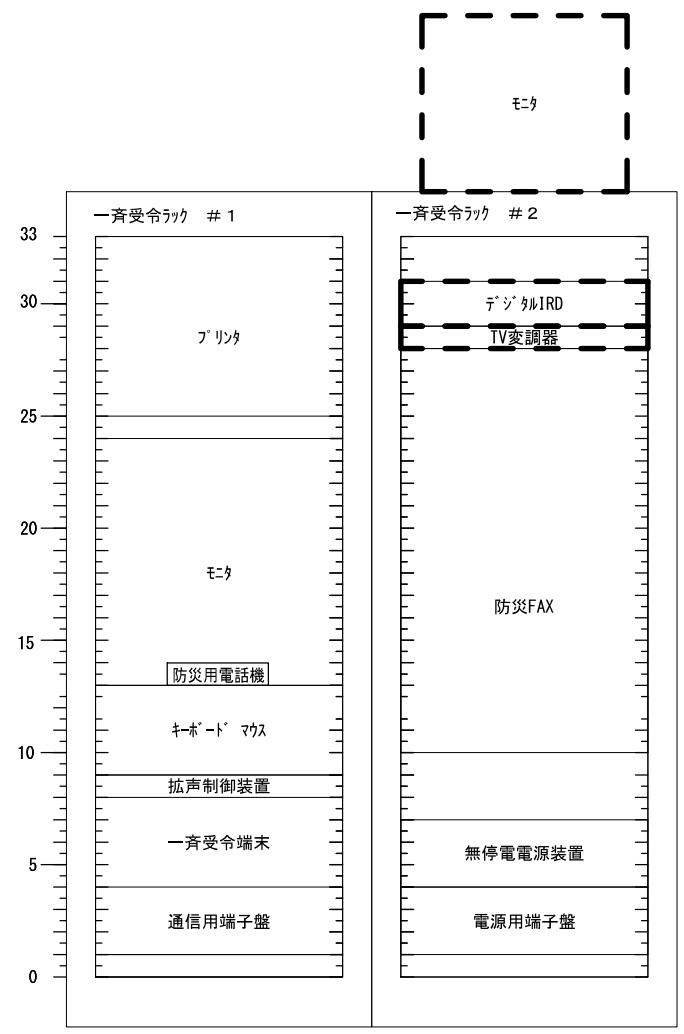 ﾓﾆﾀ
一斉受令ﾗｯｸ ＃１
一斉受令ﾗｯｸ ＃２
33
30
25
20
15
10
5
0
ﾌﾟﾘﾝﾀ
ﾓﾆﾀ
防災用電話機
ｷｰﾎﾞｰﾄﾞ ﾏｳｽ
拡声制御装置
一斉受令端末
通信用端子盤
ﾃﾞｼﾞﾀﾙIRD
TV変調器
防災FAX
無停電電源装置
電源用端子盤